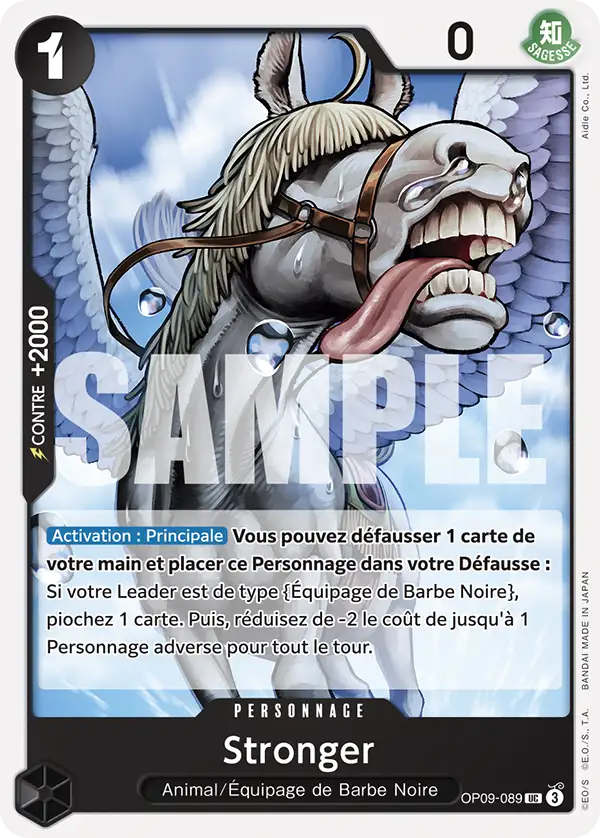 1
0
知
SAGESSE
Aidle Co., Ltd.
CONTRE +2000
SAMPLE
Activation : Principale Vous pouvez défausser 1 carte de
votre main et placer ce Personnage dans votre Défausse :
Si votre Leader est de type {Équipage de Barbe Noire},
piochez 1 carte. Puis, réduisez de -2 le coût de jusqu'à 1
Personnage adverse pour tout le tour.
PERSONNAGE
Stronger
Animal/Équipage de Barbe Noire
OP09-089 UC 3
©E.O/S ©E.O./S., T.A. BANDAI MADE IN JAPAN